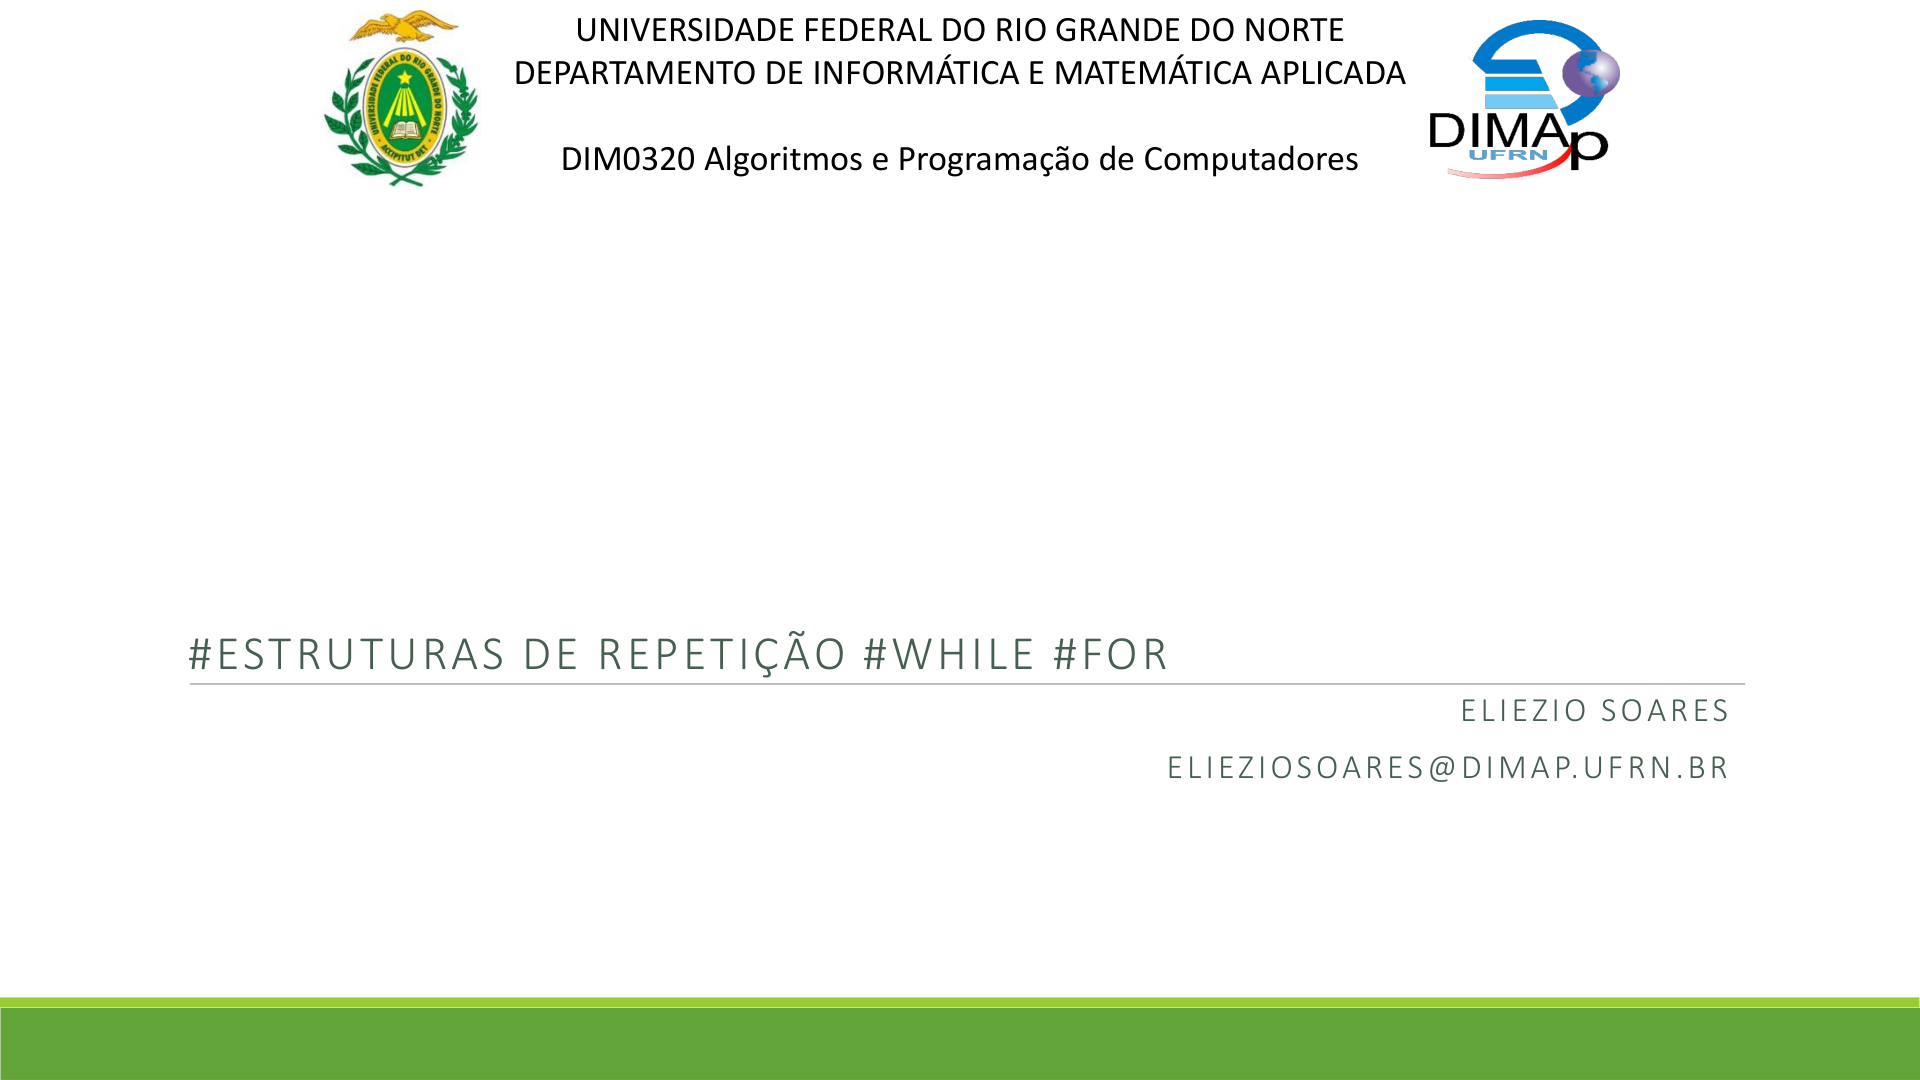 UNIVERSIDADE FEDERAL DO RIO GRANDE DO NORTE
DEPARTAMENTO DE INFORMÁTICA E MATEMÁTICA APLICADA
DIM0320 Algoritmos e Programação de Computadores
UNIVERSIDADE FEDERAL DO RIO GRANDE DO NORTE
ACCIPITUT DET
DIMAp
UFRN
#ESTRUTURAS DE REPETIÇÃO #WHILE #FOR
ELIEZIO SOARES
ELIEZIOSOARES@DIMAP.UFRN.BR